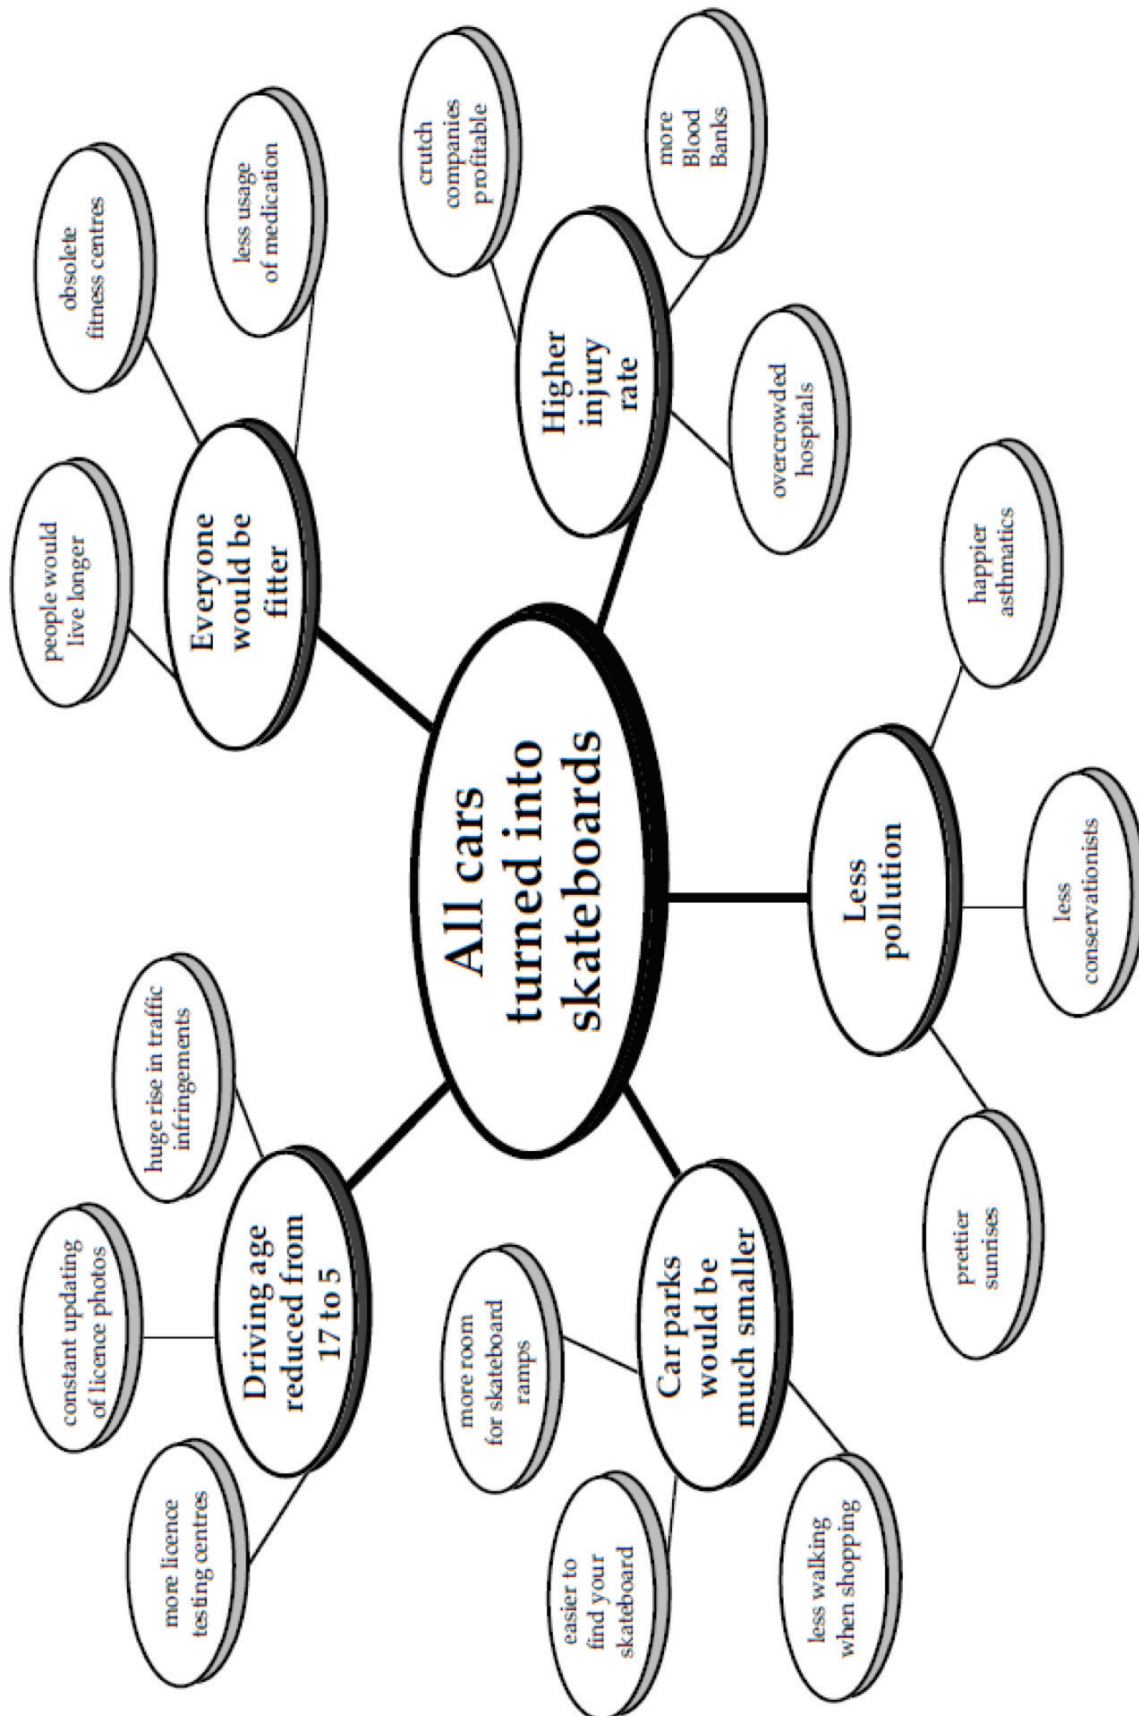 All cars
turned into
skateboards
Driving age
reduced from
17 to 5
more licence
testing centres
constant updating
of licence photos
huge rise in traffic
infringements
Everyone
would be
fitter
people would
live longer
obsolete
fitness centres
less usage
of medication
Higher
injury
rate
crutch
companies
profitable
more
Blood
Banks
overcrowded
hospitals
Less
pollution
happier
asthmatics
less
conservationists
prettier
sunrises
Car parks
would be
much smaller
more room
for skateboard
ramps
easier to
find your
skateboard
less walking
when shopping